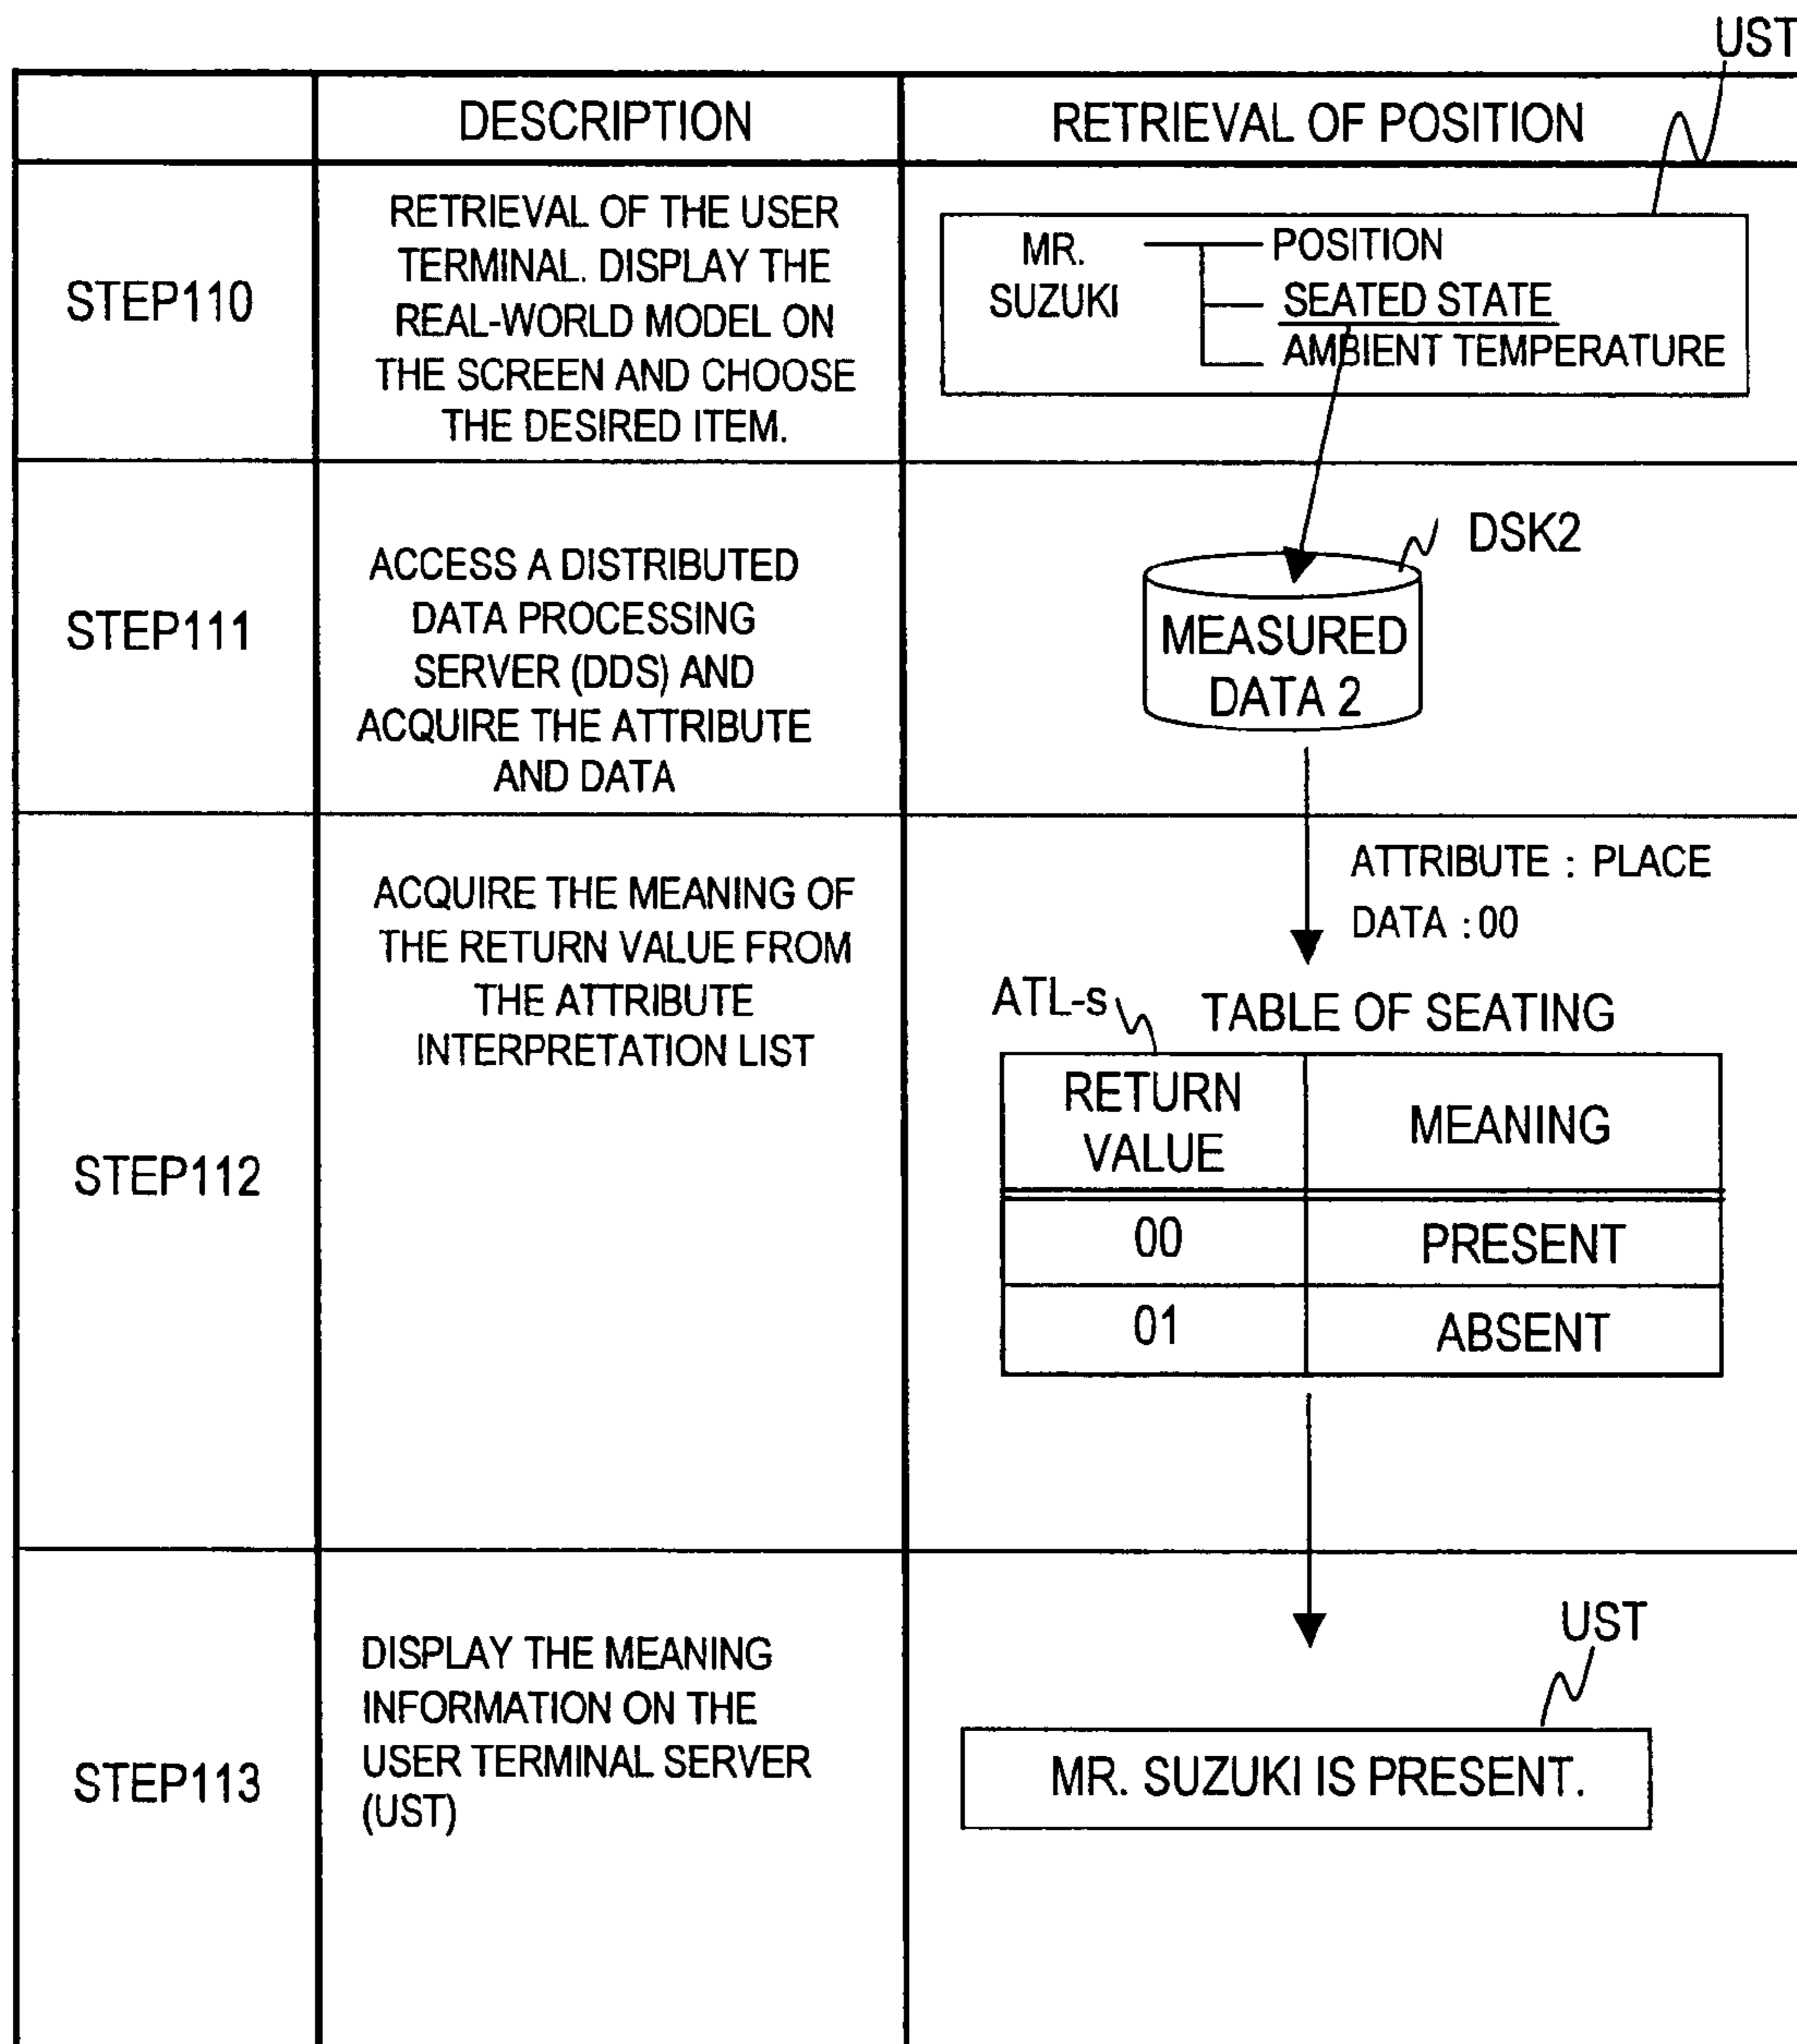 UST
DESCRIPTION
RETRIEVAL OF POSITION
STEP110
RETRIEVAL OF THE USER
TERMINAL. DISPLAY THE
REAL-WORLD MODEL ON
THE SCREEN AND CHOOSE
THE DESIRED ITEM.
MR.
SUZUKI
POSITION
SEATED STATE
AMBIENT TEMPERATURE
STEP111
ACCESS A DISTRIBUTED
DATA PROCESSING
SERVER (DDS) AND
ACQUIRE THE ATTRIBUTE
AND DATA
DSK2
MEASURED
DATA 2
STEP112
ACQUIRE THE MEANING OF
THE RETURN VALUE FROM
THE ATTRIBUTE
INTERPRETATION LIST
ATTRIBUTE : PLACE
DATA : 00
ATL-s
TABLE OF SEATING
RETURN
VALUE
MEANING
00
PRESENT
01
ABSENT
STEP113
DISPLAY THE MEANING
INFORMATION ON THE
USER TERMINAL SERVER
(UST)
UST
MR. SUZUKI IS PRESENT.